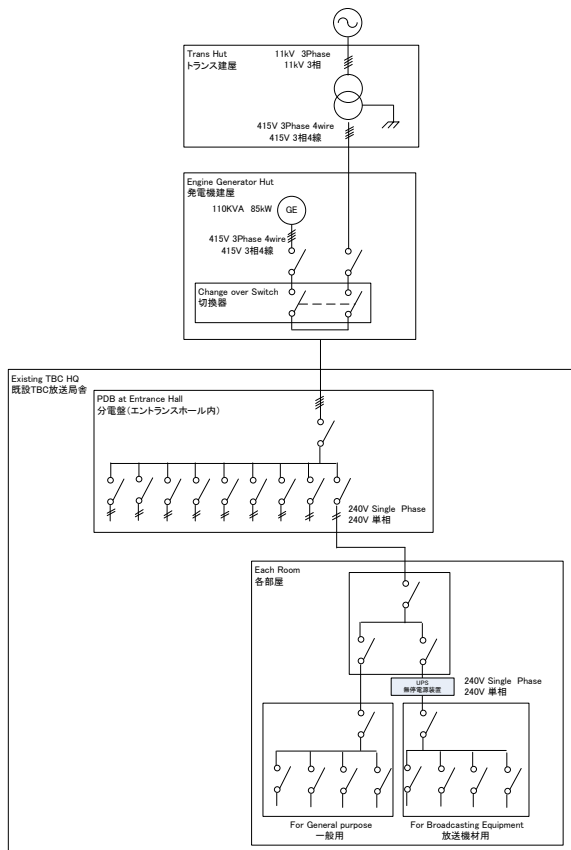 Trans Hut
トランス建屋
11kV 3Phase
11kV 3相
415V 3Phase 4wire
415V 3相4線
Engine Generator Hut
発電機建屋
110KVA 85kW
GE
415V 3Phase 4wire
415V 3相4線
Change over Switch
切換器
Existing TBC HQ
既設TBC放送局舎
PDB at Entrance Hall
分電盤(エントランスホール内)
240V Single Phase
240V 単相
Each Room
各部屋
UPS
無停電源装置
240V Single Phase
240V 単相
For General purpose
一般用
For Broadcasting Equipment
放送機材用